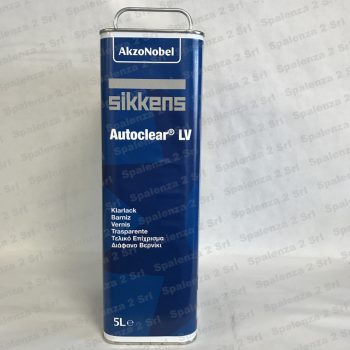 AkzoNobel
sikkens
Autoclear® LV
Klarlack
Barniz
Vernis
Trasparente
Τελικό Επίχρισμα
Διάφανο Βερνίκι
5L e
Spalenza 2 Srl